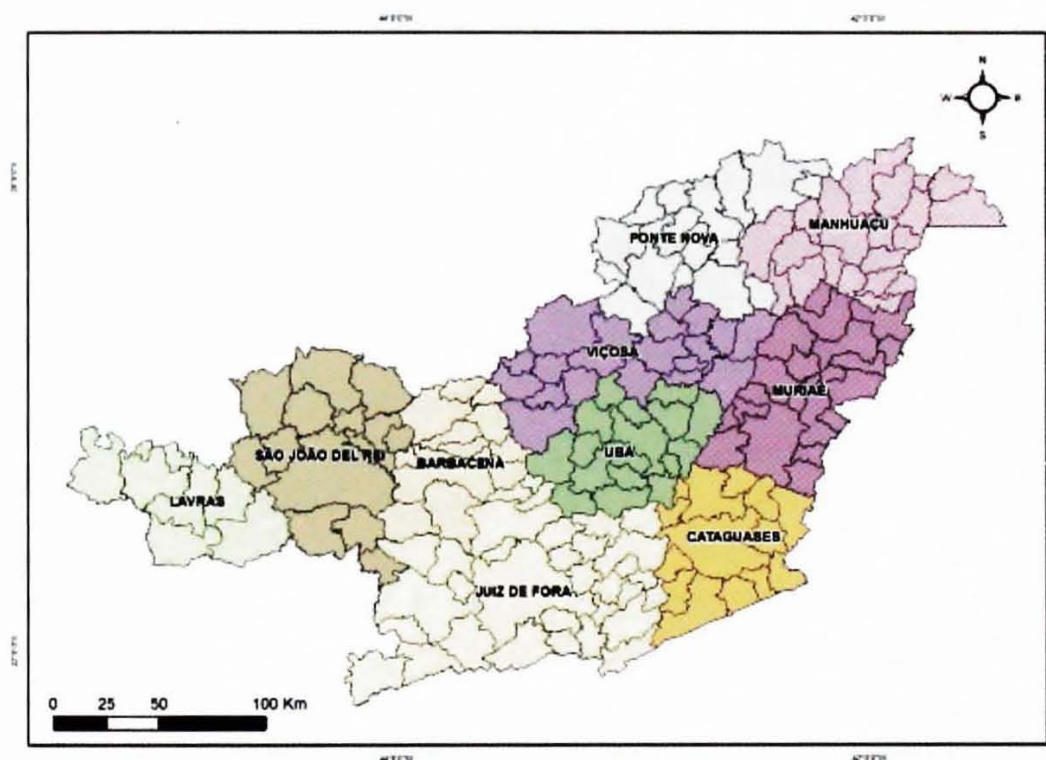 N
W E
S
MANHUAÇU
PONTE NOVA
VIÇOSA
MURIAÉ
SÃO JOÃO DEL REI
BARBACENA
UBÁ
LAVRAS
CATAGUASES
JUIZ DE FORA
0 25 50 100 Km